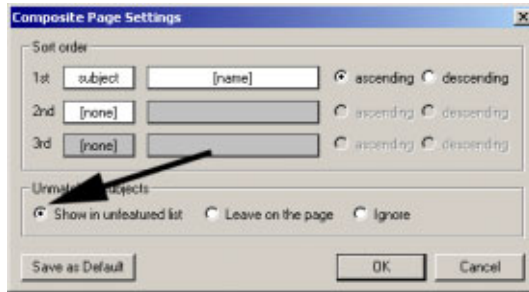 Composite Page Settings
Sort order
1st subject [name] ascending descending
2nd [none] ascending descending
3rd [none] ascending descending
Show in unfeatured list Leave on the page Ignore
Save as Default OK Cancel